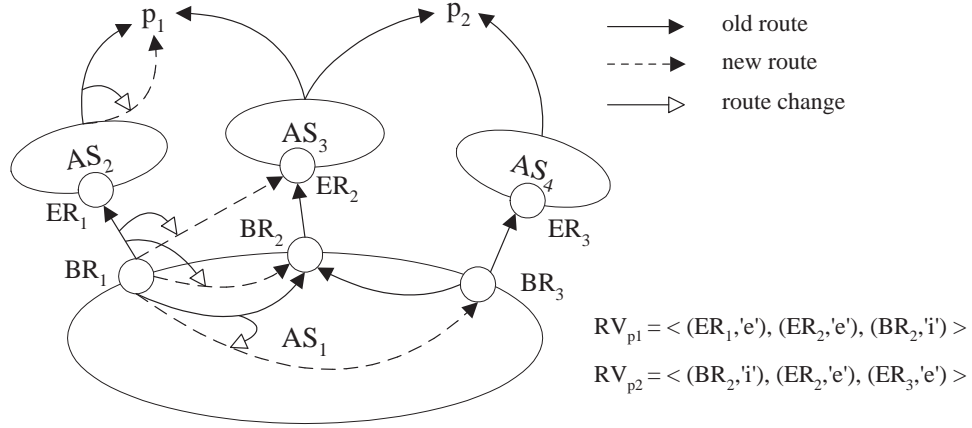 p1
p2
old route
new route
route change
AS2
AS3
AS4
ER1
ER2
ER3
BR1
BR2
BR3
AS1
RVp1 = < (ER1,'e'), (ER2,'e'), (BR2,'i') >
RVp2 = < (BR2,'i'), (ER2,'e'), (ER3,'e') >